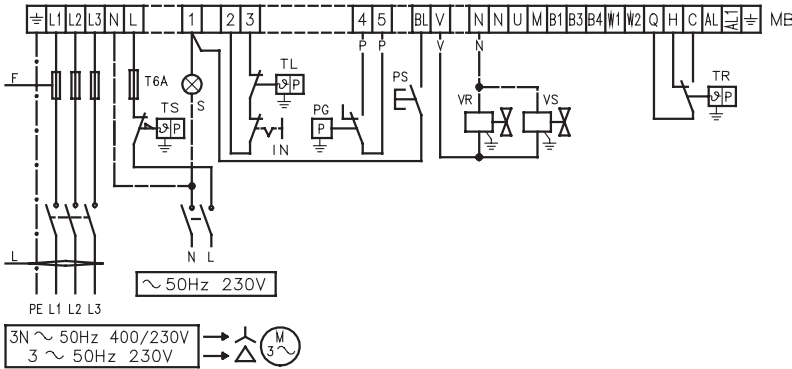 L1 L2 L3 N L 1 2 3 4 5 BL V N N U M B1 B3 B4 W1 W2 Q H C AL AL1 MB
P P V N
F
T6A
TS
ϑ P
S
TL
ϑ P
IN
PG
P
PS
VR
VS
TR
ϑ P
L
N L
~ 50Hz 230V
PE L1 L2 L3
3N ~ 50Hz 400/230V
3 ~ 50Hz 230V
M
3 ~